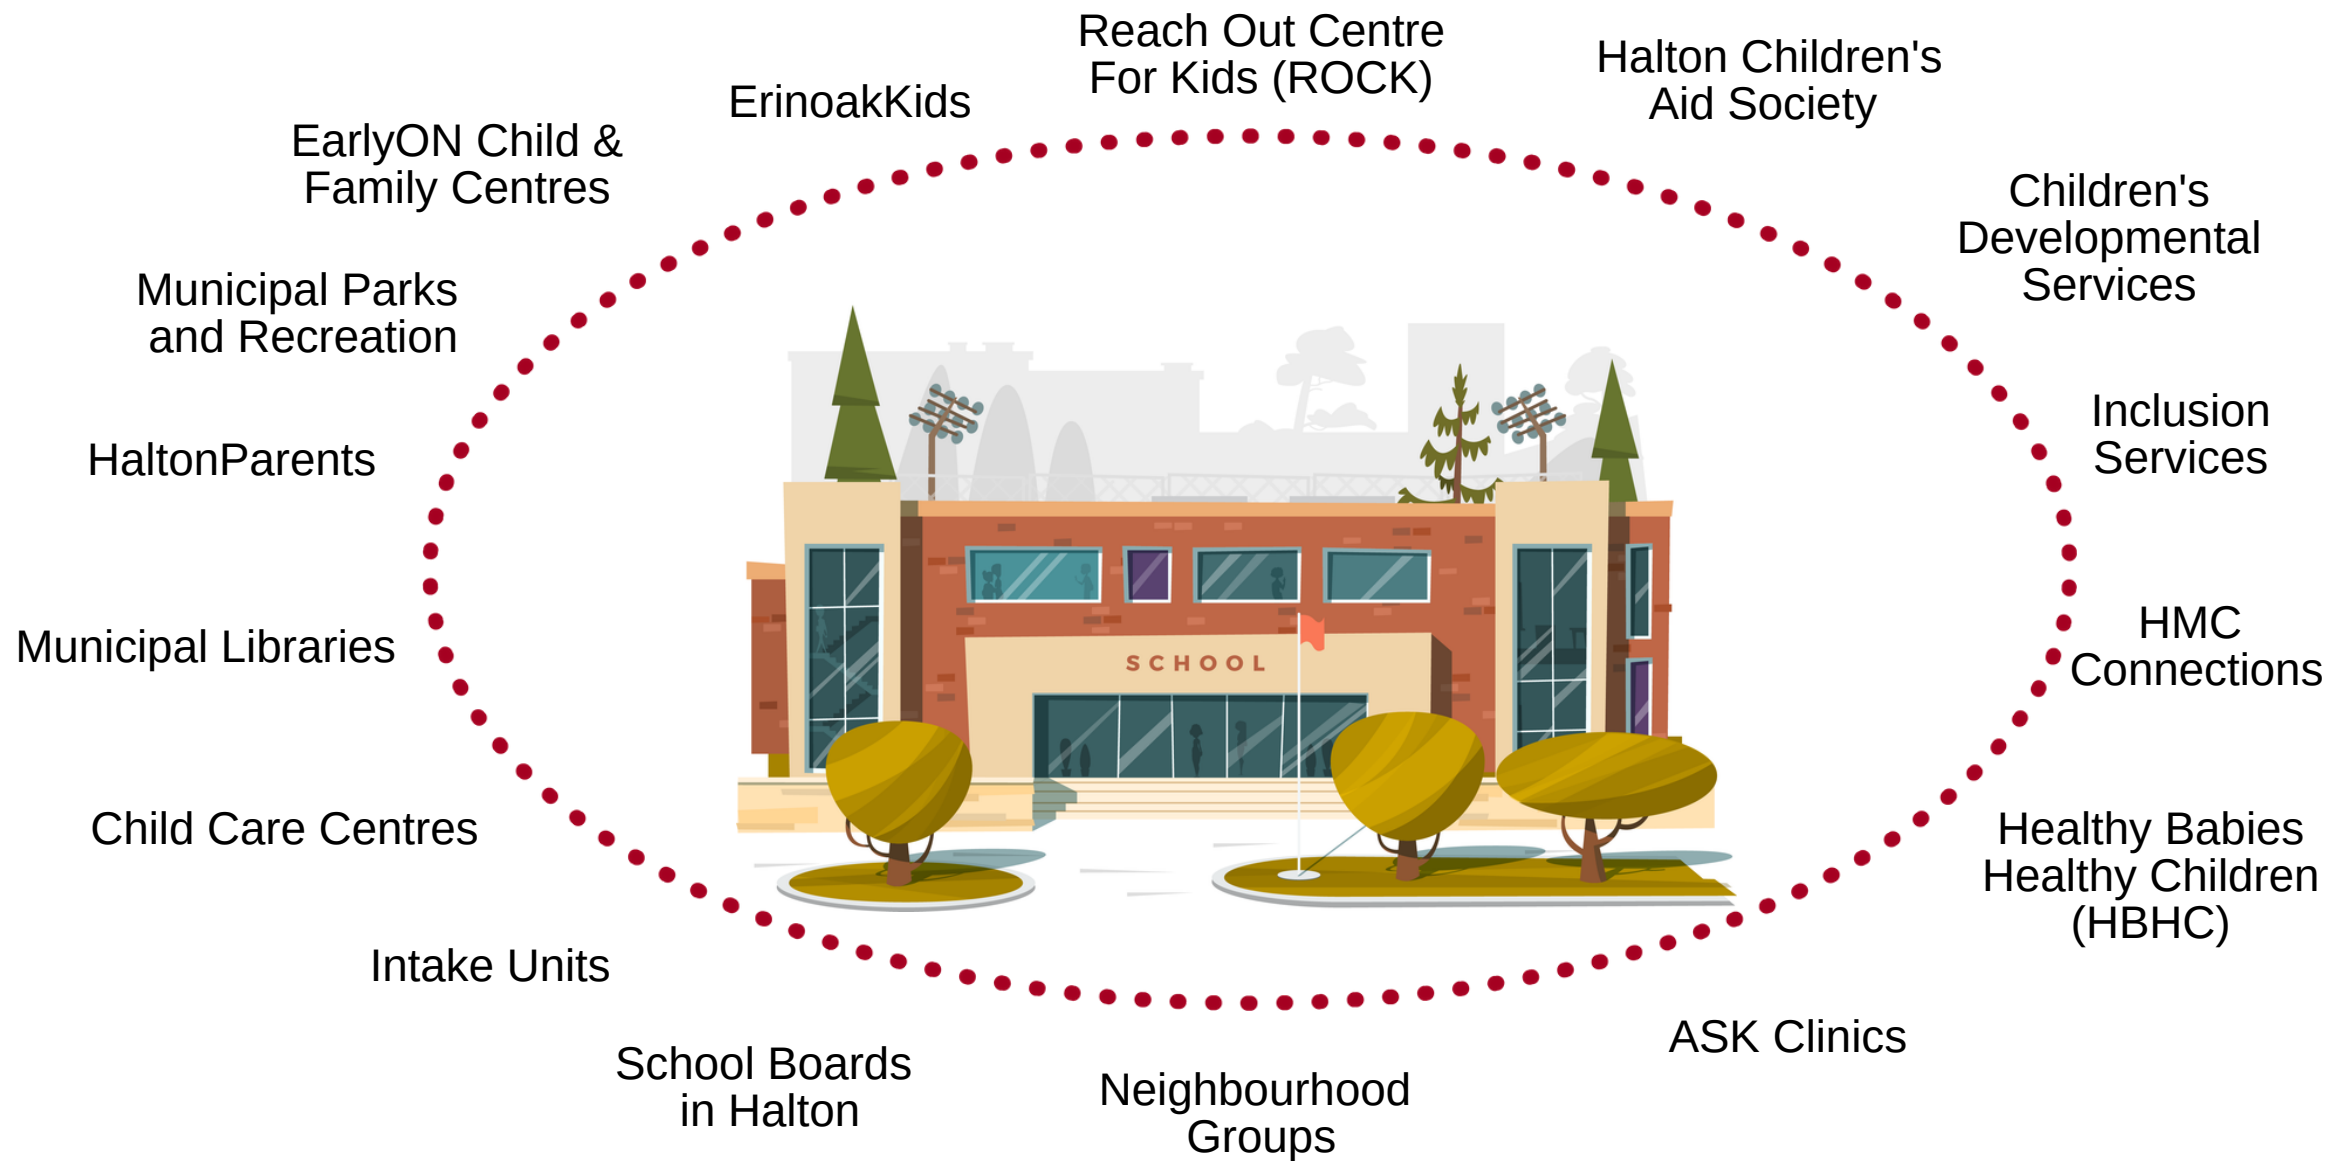 Reach Out Centre
For Kids (ROCK)
Halton Children's
Aid Society
ErinoakKids
EarlyON Child &
Family Centres
Children's
Developmental
Services
Municipal Parks
and Recreation
Inclusion
Services
HaltonParents
HMC
Connections
Municipal Libraries
SCHOOL
Child Care Centres
Healthy Babies
Healthy Children
(HBHC)
Intake Units
ASK Clinics
School Boards
in Halton
Neighbourhood
Groups